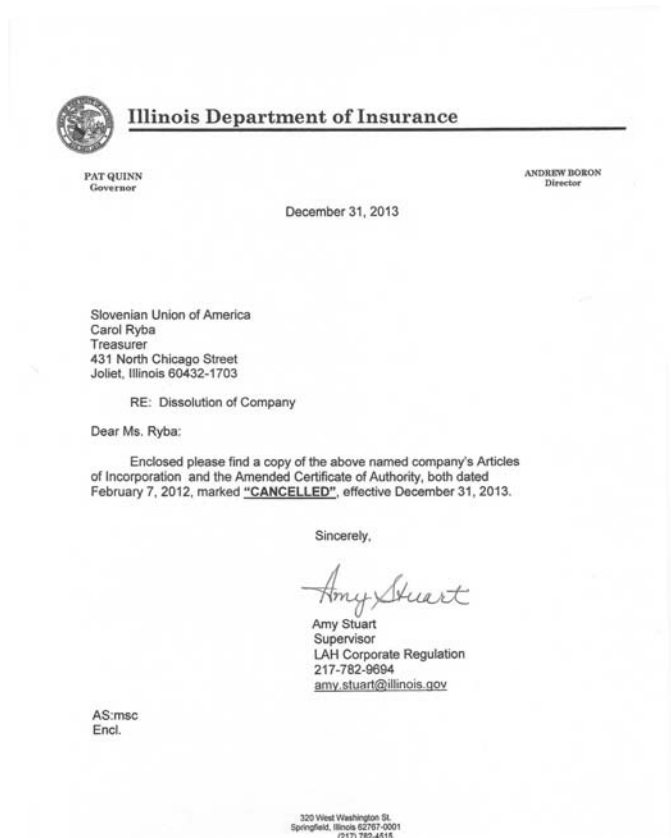 Illinois Department of Insurance
PAT QUINN
Governor
ANDREW BORON
Director
December 31, 2013
Slovenian Union of America
Carol Ryba
Treasurer
431 North Chicago Street
Joliet, Illinois 60432-1703
RE: Dissolution of Company
Dear Ms. Ryba:
Enclosed please find a copy of the above named company's Articles
of Incorporation and the Amended Certificate of Authority, both dated
February 7, 2012, marked "CANCELLED", effective December 31, 2013.
Sincerely,
Amy Stuart
Amy Stuart
Supervisor
LAH Corporate Regulation
217-782-9694
amy.stuart@illinois.gov
AS:msc
Encl.
320 West Washington St.
Springfield, Illinois 62767-0001
(217) 782-4515